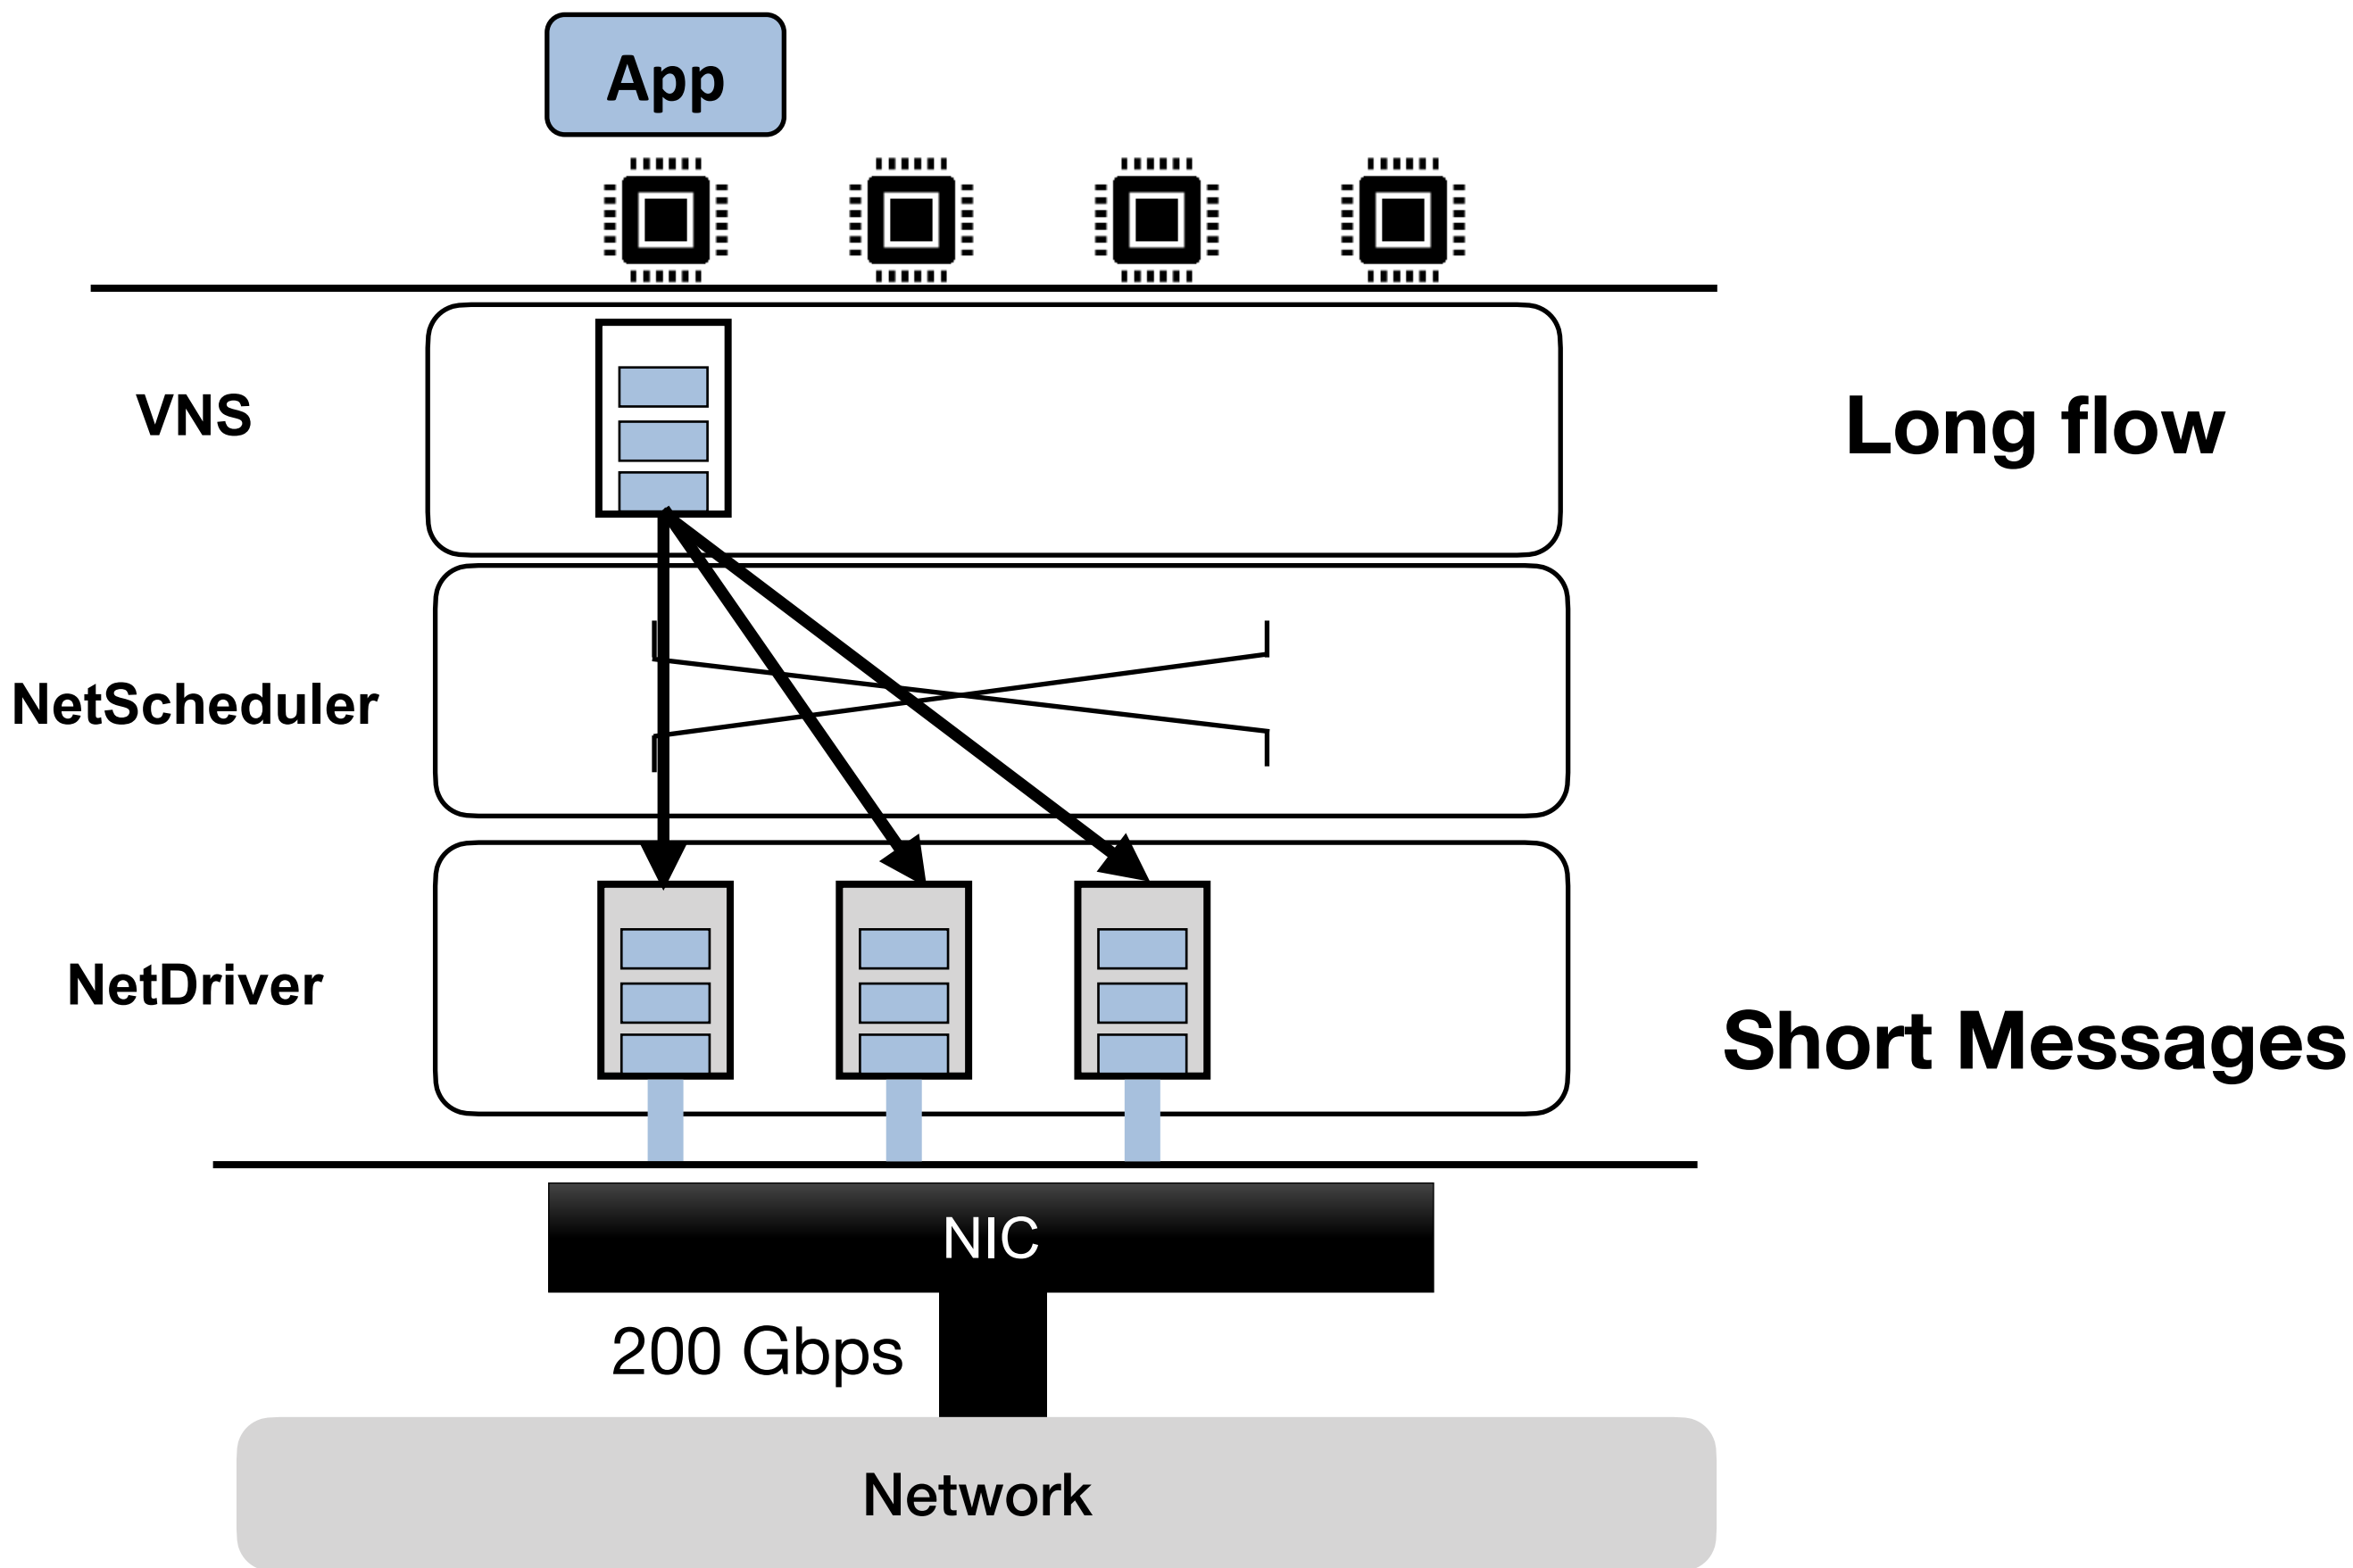 App
VNS
Long flow
NetScheduler
NetDriver
Short Messages
NIC
200 Gbps
Network